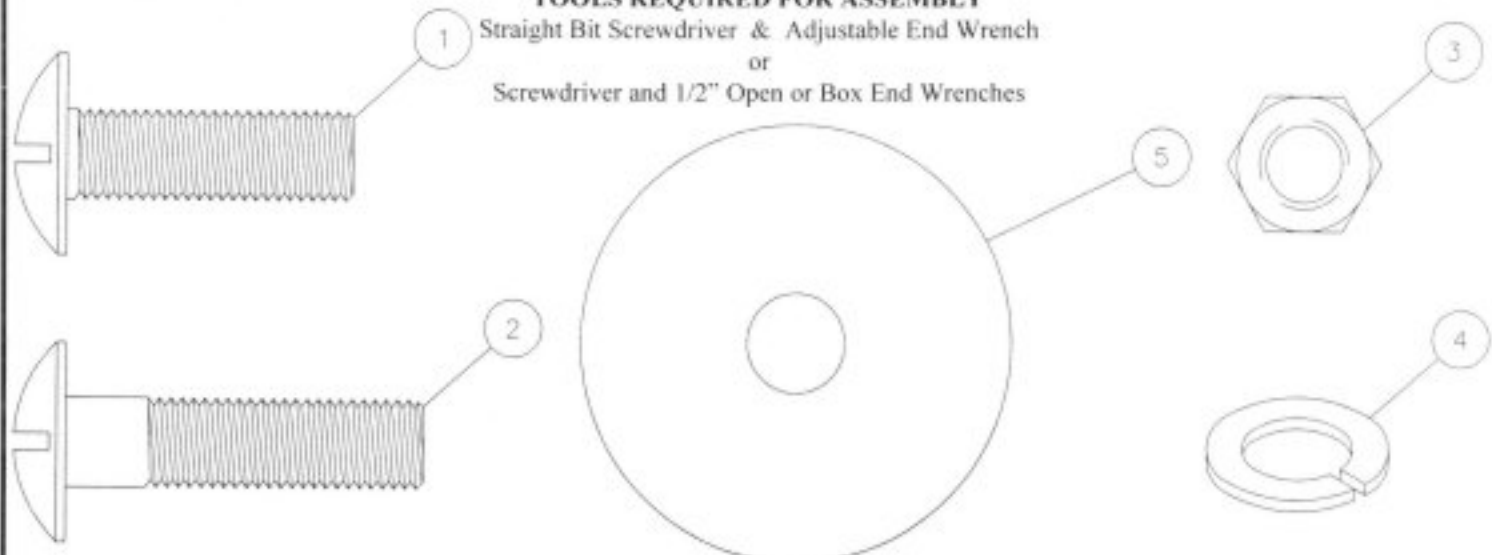 TOOLS REQUIRED FOR ASSEMBLY
Straight Bit Screwdriver & Adjustable End Wrench
or
Screwdriver and 1/2" Open or Box End Wrenches
1
3
5
2
4